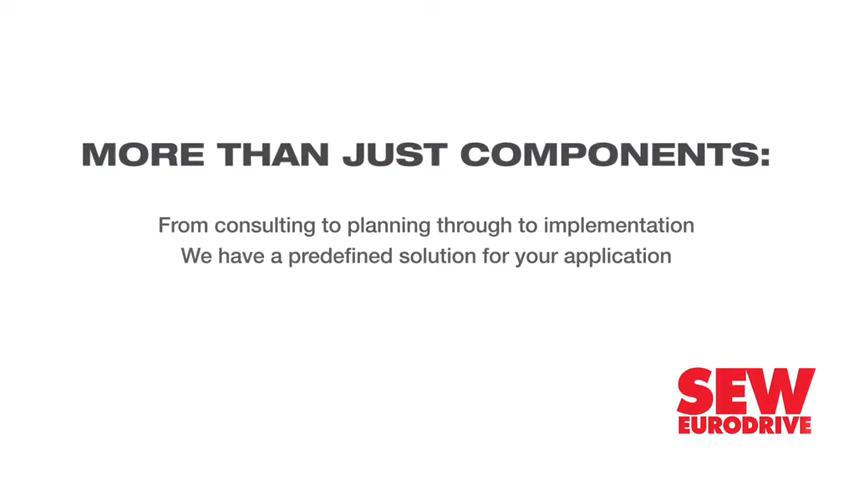 MORE THAN JUST COMPONENTS:
From consulting to planning through to implementation
We have a predefined solution for your application
SEW
EURODRIVE